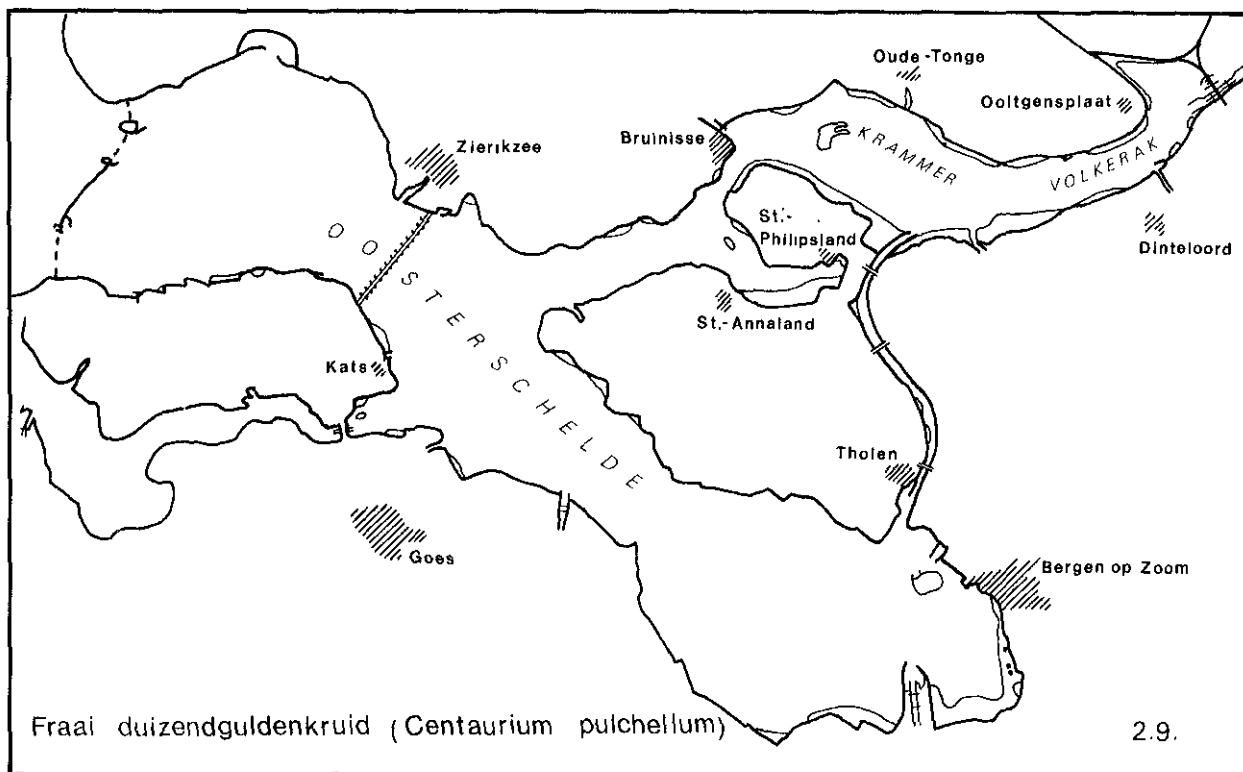 Oude-Tonge
Ooltgensplaat
Zierikzee
Bruinisse
KRAMMER
VOLKERAK
St.-
Philipsland
Dinteloord
OOSTERSCHELDE
St.-Annaland
Kats
Tholen
Goes
Bergen op Zoom
Fraai duizendguldenkruid (Centaurium pulchellum)
2.9.